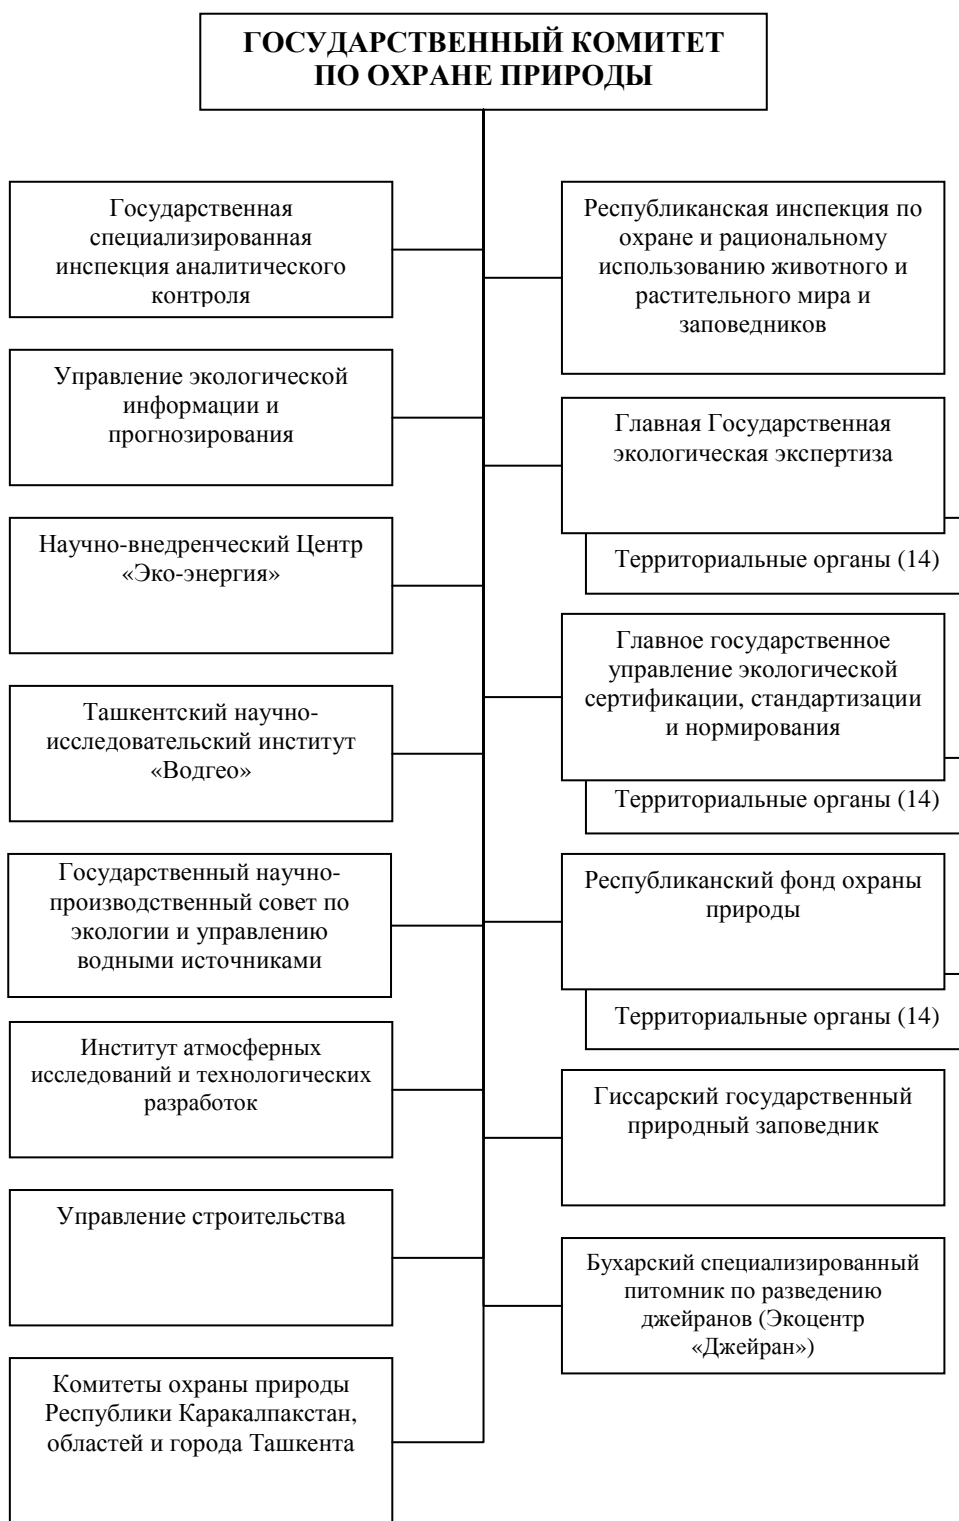 ГОСУДАРСТВЕННЫЙ КОМИТЕТ
ПО ОХРАНЕ ПРИРОДЫ
Государственная
специализированная
инспекция аналитического
контроля
Управление экологической
информации и
прогнозирования
Научно-внедренческий Центр
«Эко-энергия»
Ташкентский научно-
исследовательский институт
«Водгео»
Государственный научно-
производственный совет по
экологии и управлению
водными источниками
Институт атмосферных
исследований и технологических
разработок
Управление строительства
Комитеты охраны природы
Республики Каракалпакстан,
областей и города Ташкента
Республиканская инспекция по
охране и рациональному
использованию животного и
растительного мира и
заповедников
Главная Государственная
экологическая экспертиза
Территориальные органы (14)
Главное государственное
управление экологической
сертификации, стандартизации
и нормирования
Территориальные органы (14)
Республиканский фонд охраны
природы
Территориальные органы (14)
Гиссарский государственный
природный заповедник
Бухарский специализированный
питомник по разведению
джейранов (Экоцентр
«Джейран»)